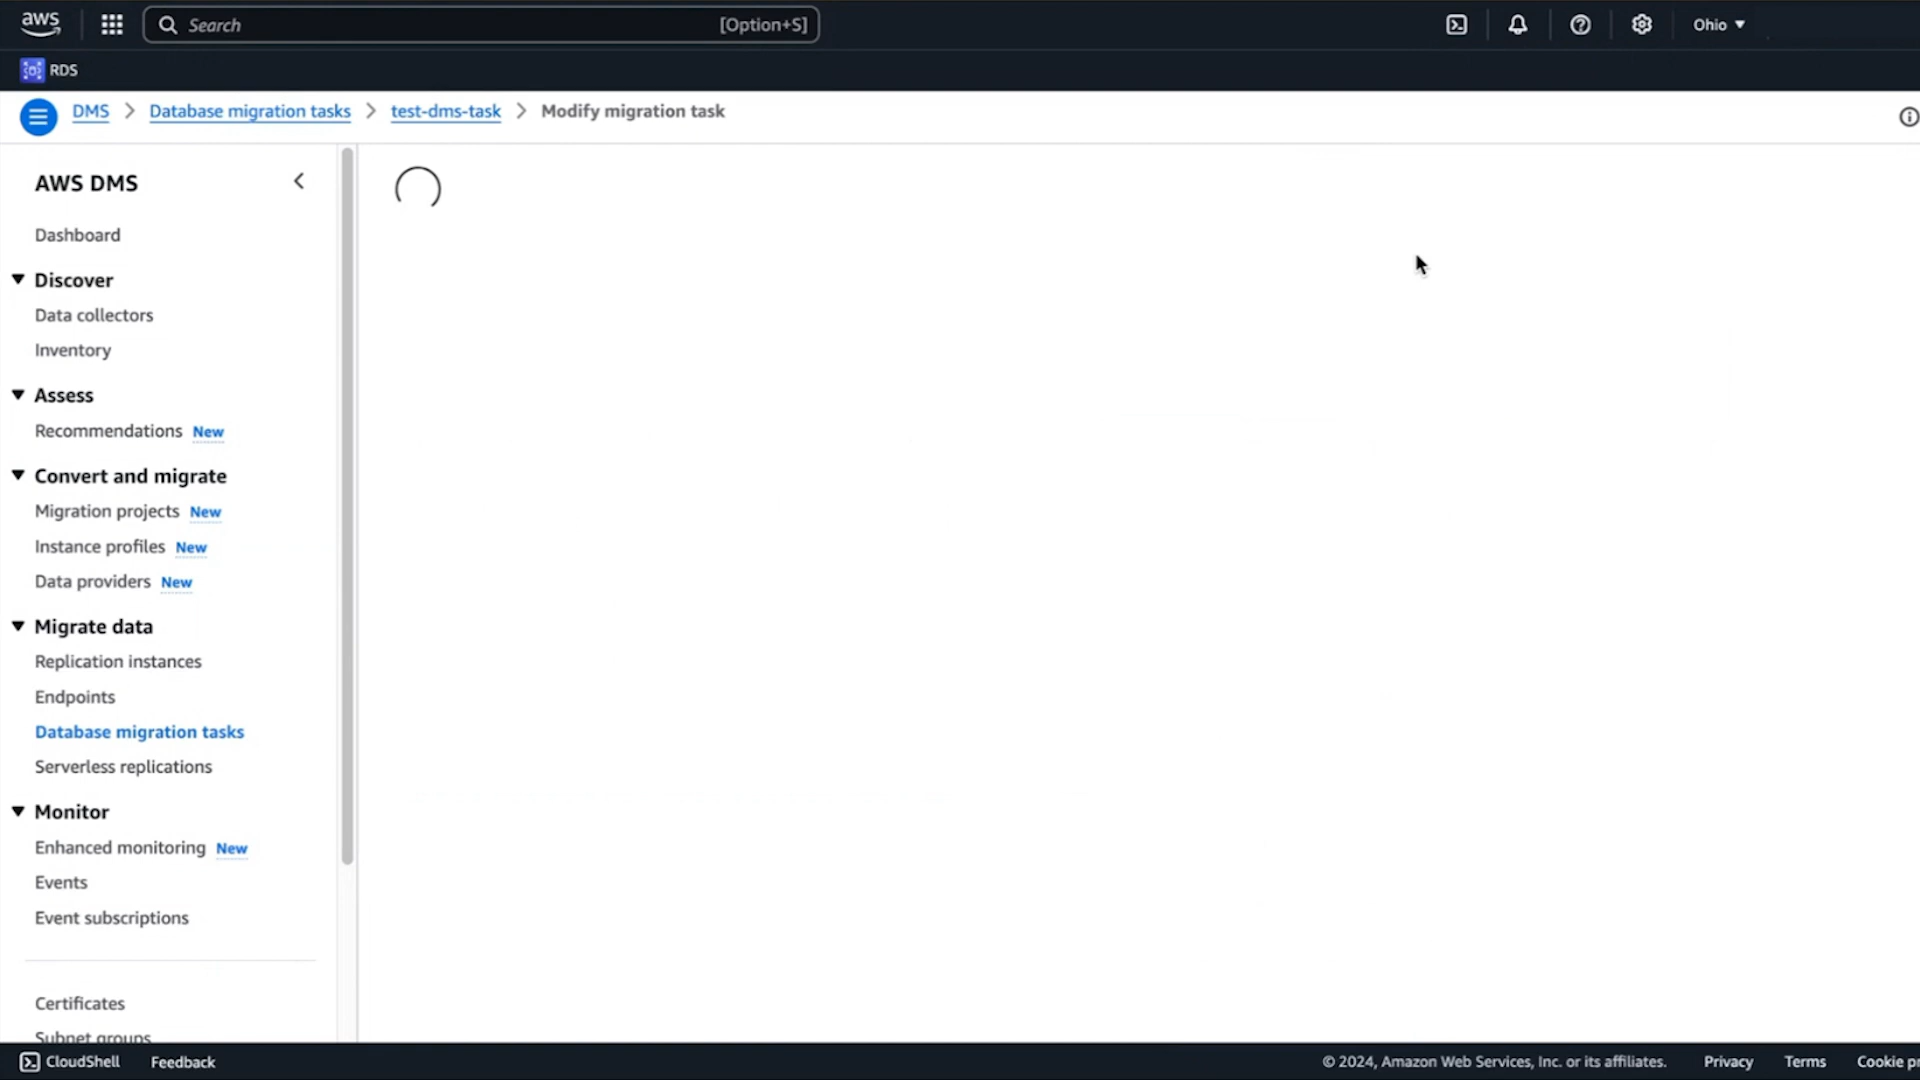 aws
Search [Option+S]
Ohio
RDS
DMS Database migration tasks test-dms-task Modify migration task
AWS DMS
Dashboard
Discover
Data collectors
Inventory
Assess
Recommendations New
Convert and migrate
Migration projects New
Instance profiles New
Data providers New
Migrate data
Replication instances
Endpoints
Database migration tasks
Serverless replications
Monitor
Enhanced monitoring New
Events
Event subscriptions
Certificates
Subnet groups
CloudShell Feedback © 2024, Amazon Web Services, Inc. or its affiliates. Privacy Terms Cookie